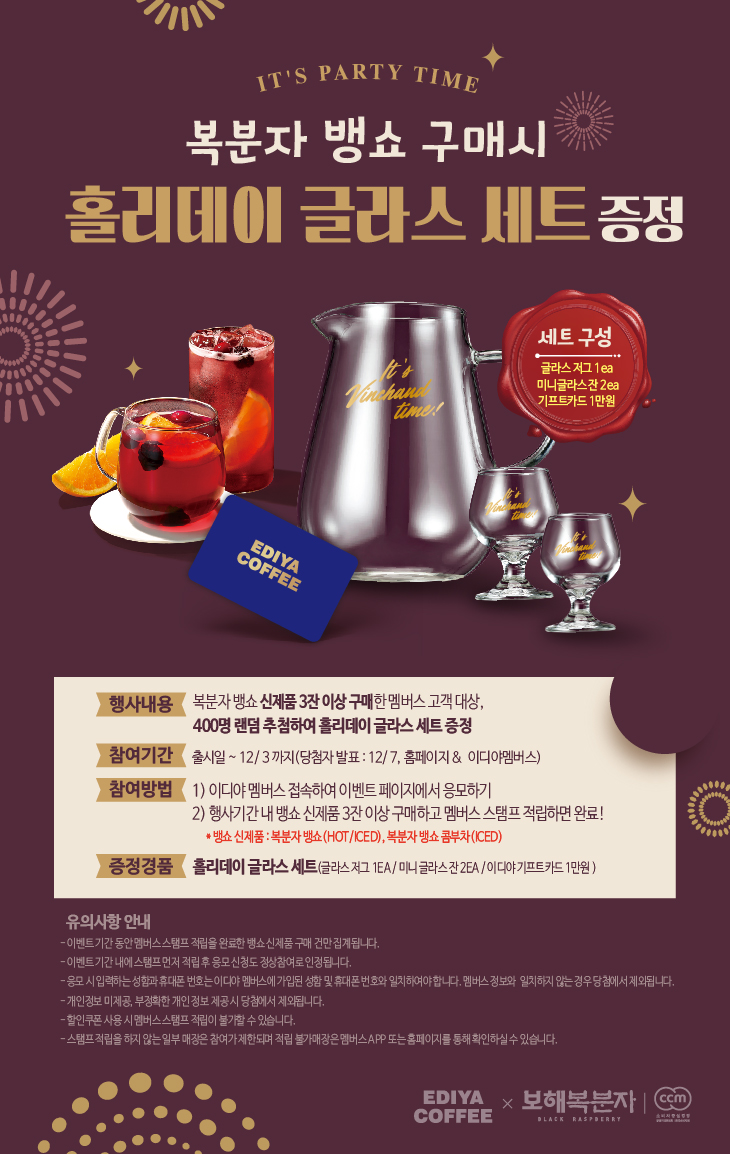 IT'S PARTY TIME
복분자 뱅쇼 구매시
홀리데이 글라스 세트 증정
세트 구성
글라스 저그 1ea
미니글라스 잔 2ea
기프트카드 1만원
It's
Vinchaud
time!
It's
Vinchaud
time!
It's
Vinchaud
time!
EDIYA
COFFEE
행사내용
복분자 뱅쇼 신제품 3잔 이상 구매한 멤버스 고객 대상,
400명 랜덤 추첨하여 홀리데이 글라스 세트 증정
참여기간
출시일 ~ 12/ 3 까지(당첨자 발표 : 12/ 7, 홈페이지 & 이디야멤버스)
참여방법
1) 이디야 멤버스 접속하여 이벤트 페이지에서 응모하기
2) 행사기간 내 뱅쇼 신제품 3잔 이상 구매하고 멤버스 스탬프 적립하면 완료!
* 뱅쇼 신제품 : 복분자 뱅쇼(HOT/ICED), 복분자 뱅쇼 콤부차(ICED)
증정경품
홀리데이 글라스 세트(글라스 저그 1EA / 미니 글라스 잔 2EA / 이디야 기프트카드 1만원 )
유의사항 안내
- 이벤트 기간 동안 멤버스 스탬프 적립을 완료한 뱅쇼 신제품 구매 건만 집계됩니다.
- 이벤트 기간 내에 스탬프 먼저 적립 후 응모 신청도 정상참여로 인정됩니다.
- 응모 시 입력하는 성함과 휴대폰 번호는 이디야 멤버스에 가입된 성함 및 휴대폰 번호와 일치하여야 합니다. 멤버스 정보와 일치하지 않는 경우 당첨에서 제외됩니다.
- 개인정보 미제공, 부정확한 개인 정보 제공 시 당첨에서 제외됩니다.
- 할인쿠폰 사용 시 멤버스 스탬프 적립이 불가할 수 있습니다.
- 스탬프 적립을 하지 않는 일부 매장은 참여가 제한되며 적립 불가매장은 멤버스 APP 또는 홈페이지를 통해 확인하실 수 있습니다.
EDIYA
COFFEE
×
보해복분자
BLACK RASPBERRY
ccm